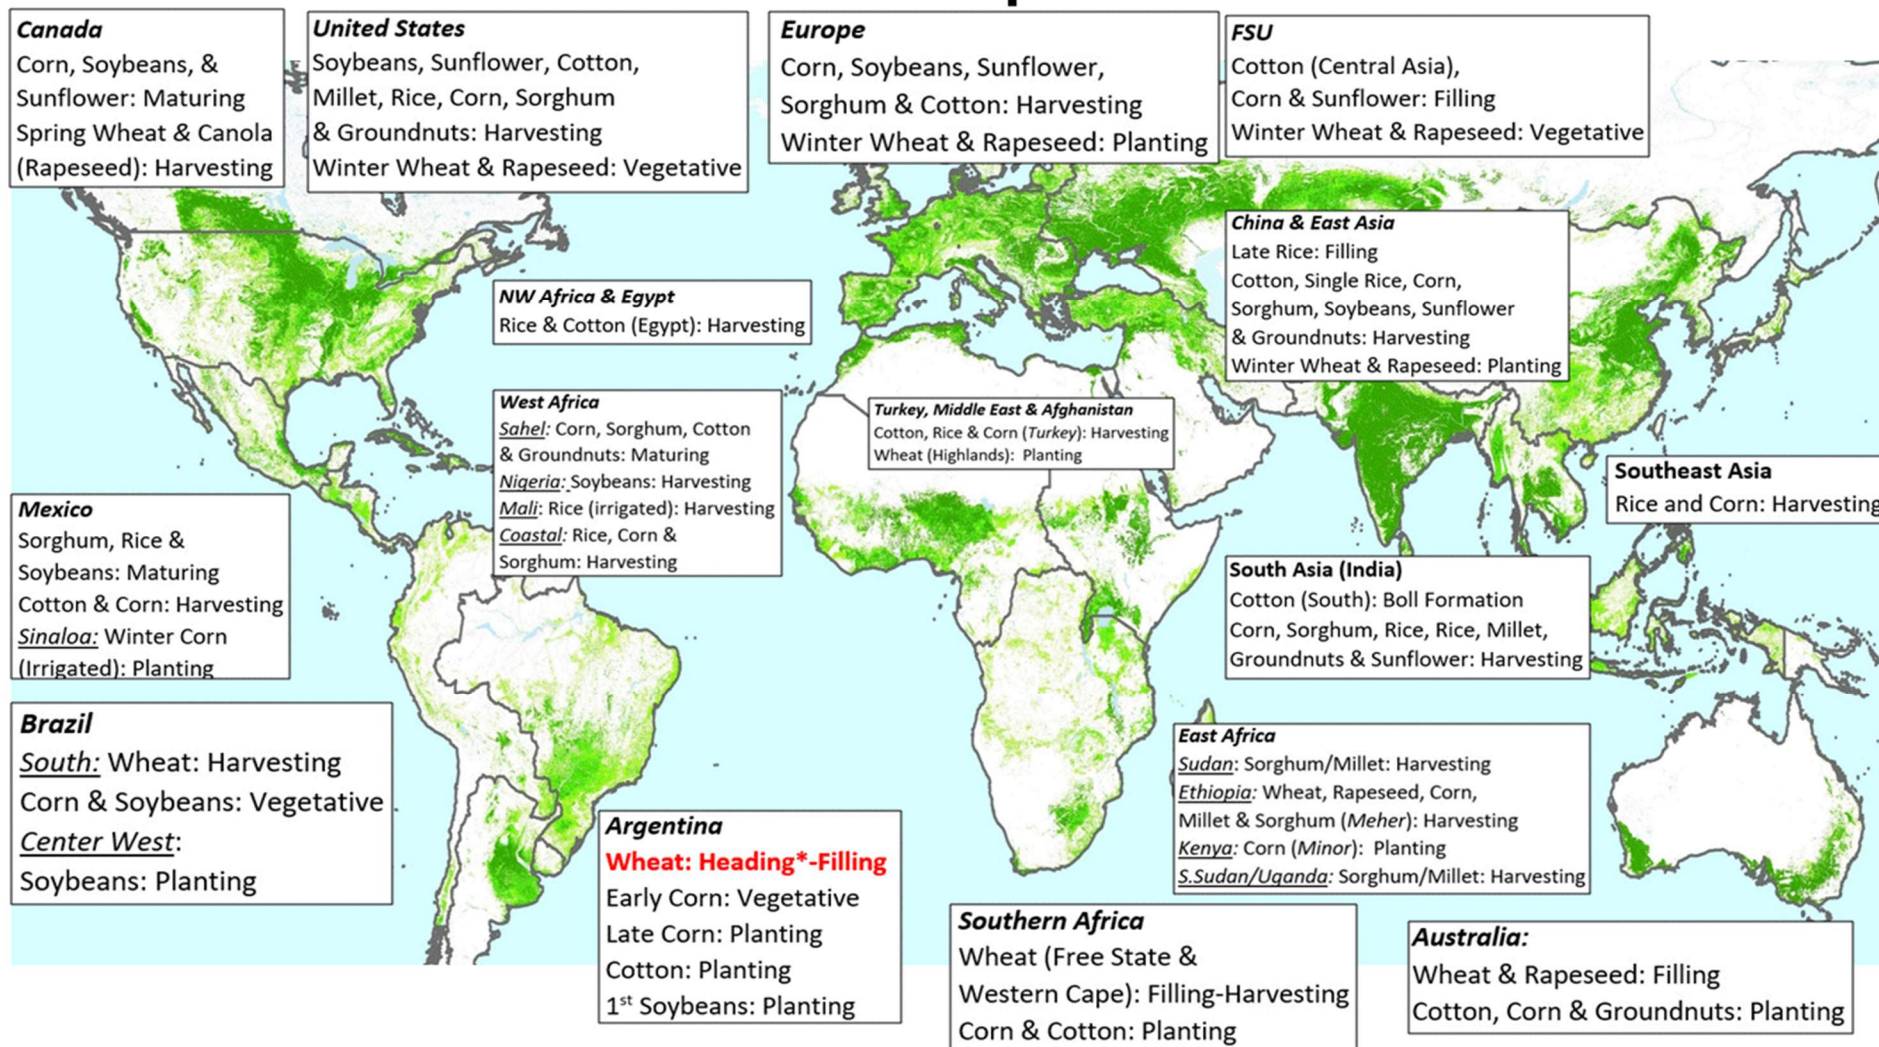 Canada
Corn, Soybeans, &
Sunflower: Maturing
Spring Wheat & Canola
(Rapeseed): Harvesting
United States
Soybeans, Sunflower, Cotton,
Millet, Rice, Corn, Sorghum
& Groundnuts: Harvesting
Winter Wheat & Rapeseed: Vegetative
Europe
Corn, Soybeans, Sunflower,
Sorghum & Cotton: Harvesting
Winter Wheat & Rapeseed: Planting
FSU
Cotton (Central Asia),
Corn & Sunflower: Filling
Winter Wheat & Rapeseed: Vegetative
China & East Asia
Late Rice: Filling
Cotton, Single Rice, Corn,
Sorghum, Soybeans, Sunflower
& Groundnuts: Harvesting
Winter Wheat & Rapeseed: Planting
NW Africa & Egypt
Rice & Cotton (Egypt): Harvesting
West Africa
Sahel: Corn, Sorghum, Cotton
& Groundnuts: Maturing
Nigeria: Soybeans: Harvesting
Mali: Rice (irrigated): Harvesting
Coastal: Rice, Corn &
Sorghum: Harvesting
Turkey, Middle East & Afghanistan
Cotton, Rice & Corn (Turkey): Harvesting
Wheat (Highlands): Planting
Southeast Asia
Rice and Corn: Harvesting
Mexico
Sorghum, Rice &
Soybeans: Maturing
Cotton & Corn: Harvesting
Sinaloa: Winter Corn
(Irrigated): Planting
South Asia (India)
Cotton (South): Boll Formation
Corn, Sorghum, Rice, Rice, Millet,
Groundnuts & Sunflower: Harvesting
Brazil
South: Wheat: Harvesting
Corn & Soybeans: Vegetative
Center West:
Soybeans: Planting
East Africa
Sudan: Sorghum/Millet: Harvesting
Ethiopia: Wheat, Rapeseed, Corn,
Millet & Sorghum (Meher): Harvesting
Kenya: Corn (Minor): Planting
S.Sudan/Uganda: Sorghum/Millet: Harvesting
Argentina
Wheat: Heading*-Filling
Early Corn: Vegetative
Late Corn: Planting
Cotton: Planting
1st Soybeans: Planting
Southern Africa
Wheat (Free State &
Western Cape): Filling-Harvesting
Corn & Cotton: Planting
Australia:
Wheat & Rapeseed: Filling
Cotton, Corn & Groundnuts: Planting